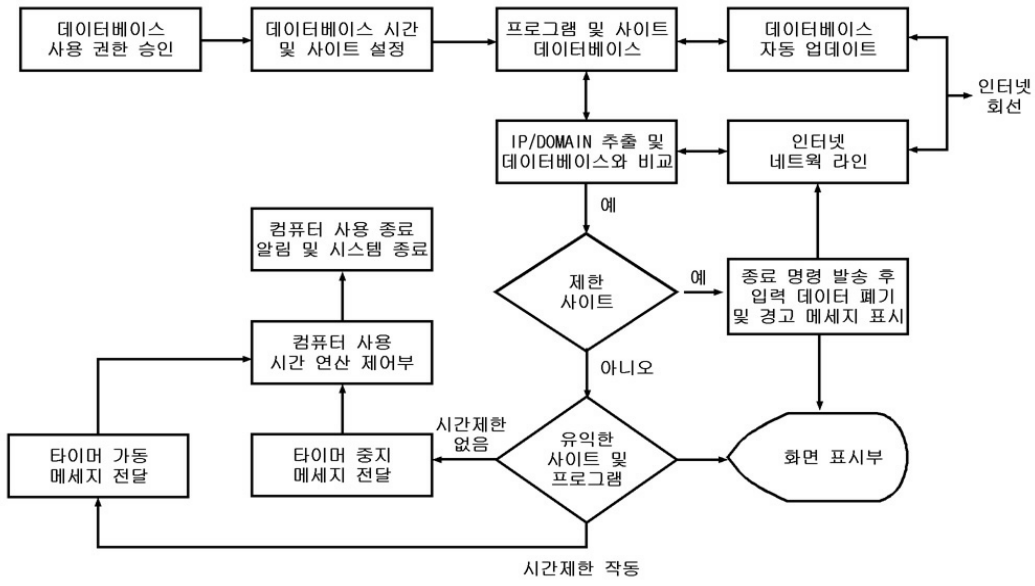 데이터베이스
사용 권한 승인
데이터베이스 시간
및 사이트 설정
프로그램 및 사이트
데이터베이스
데이터베이스
자동 업데이트
인터넷
회선
IP/DOMAIN 추출 및
데이터베이스와 비교
인터넷
네트웍 라인
예
컴퓨터 사용 종료
알림 및 시스템 종료
제한
사이트
예
종료 명령 발송 후
입력 데이터 폐기
및 경고 메세지 표시
컴퓨터 사용
시간 연산 제어부
아니오
시간제한
없음
타이머 가동
메세지 전달
타이머 중지
메세지 전달
유익한
사이트 및
프로그램
화면 표시부
시간제한 작동